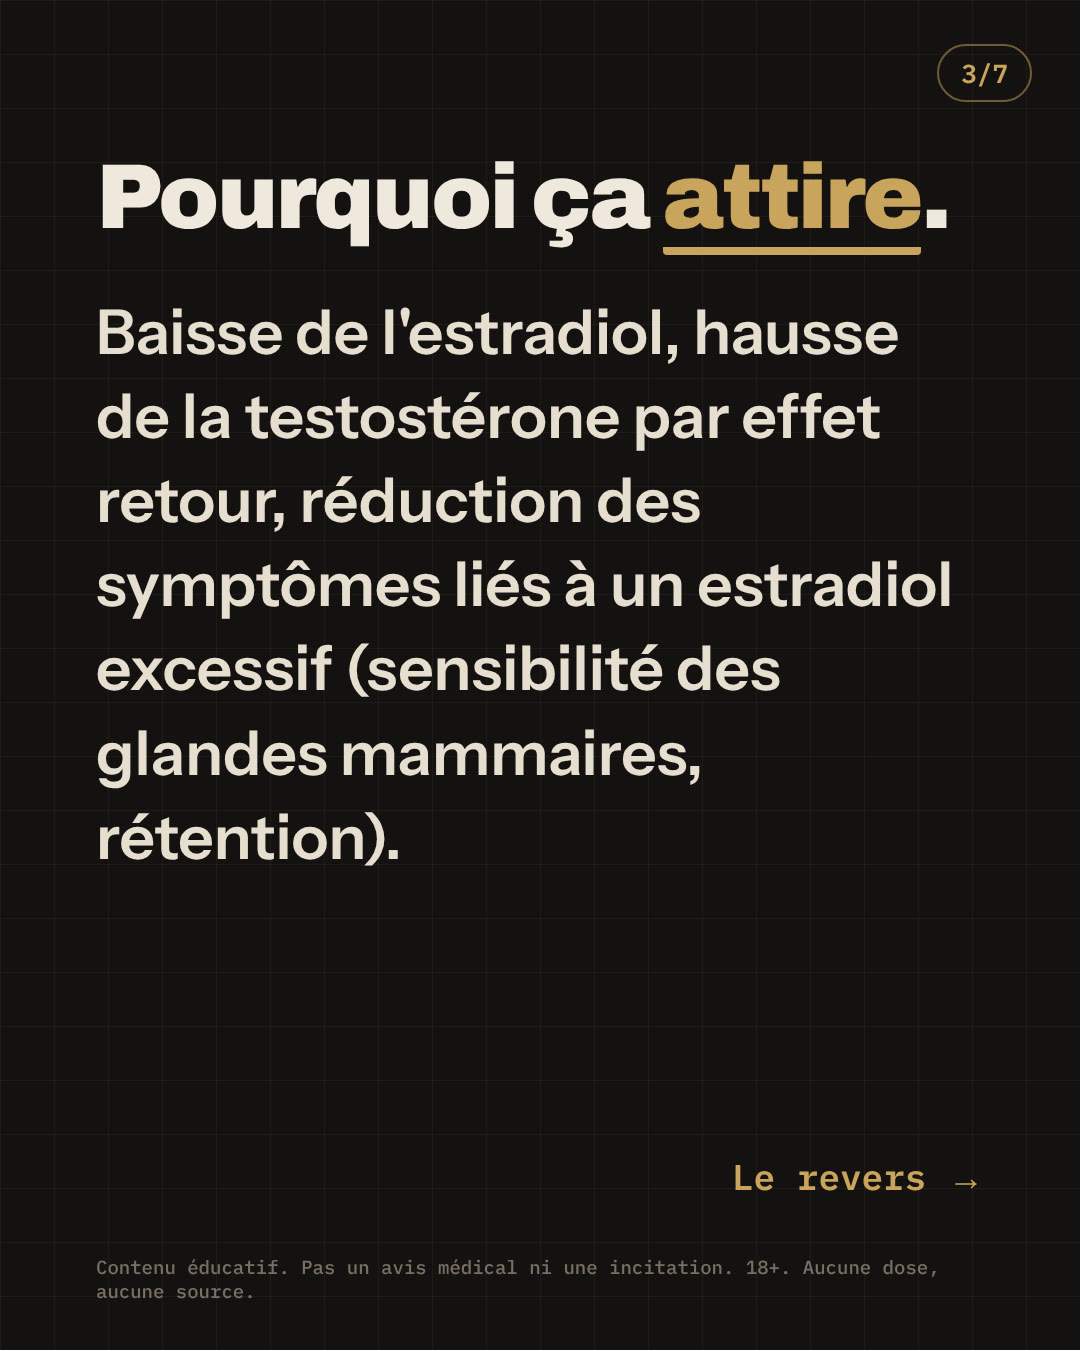 3/7
Pourquoi ça attire.
Baisse de l'estradiol, hausse
de la testostérone par effet
retour, réduction des
symptômes liés à un estradiol
excessif (sensibilité des
glandes mammaires,
rétention).
Le revers →
Contenu éducatif. Pas un avis médical ni une incitation. 18+. Aucune dose,
aucune source.